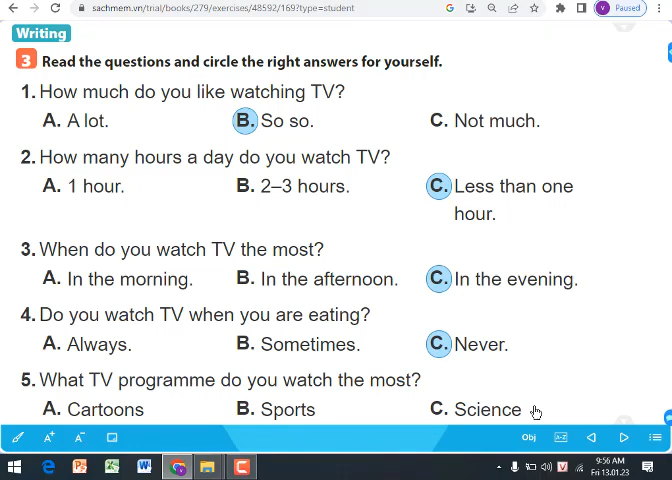 sachmem.vn/trial/books/279/exercises/48592/169?type=student
Paused
Writing
3 Read the questions and circle the right answers for yourself.
1. How much do you like watching TV?
A. A lot. B. So so. C. Not much.
2. How many hours a day do you watch TV?
A. 1 hour. B. 2–3 hours. C. Less than one
hour.
3. When do you watch TV the most?
A. In the morning. B. In the afternoon. C. In the evening.
4. Do you watch TV when you are eating?
A. Always. B. Sometimes. C. Never.
5. What TV programme do you watch the most?
A. Cartoons B. Sports C. Science
A+ A- Obj A-Z
9:56 AM
Fri 13.01.23